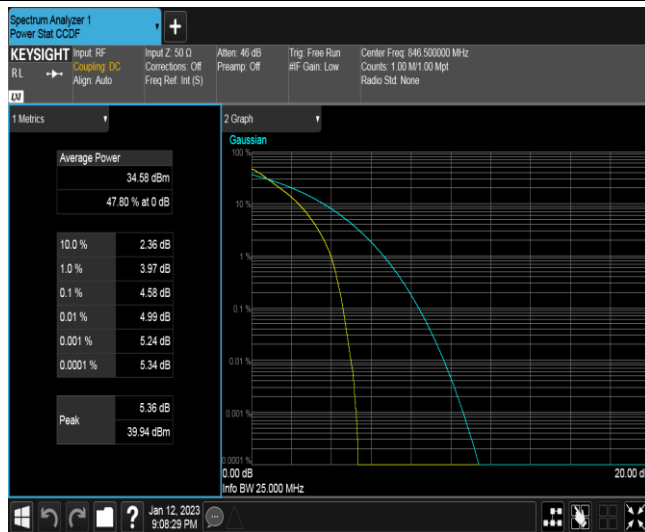 Spectrum Analyzer 1
Power Stat CCDF
+
KEYSIGHT
RL
LXI
Input: RF
Coupling: DC
Align: Auto
Input Z: 50 Ω
Corrections: Off
Freq Ref: Int (S)
Atten: 46 dB
Preamp: Off
Trig: Free Run
#IF Gain: Low
Center Freq: 846.500000 MHz
Counts: 1.00 M/1.00 Mpt
Radio Std: None
1 Metrics
Average Power
34.58 dBm
47.80 % at 0 dB
10.0 % 2.36 dB
1.0 % 3.97 dB
0.1 % 4.58 dB
0.01 % 4.99 dB
0.001 % 5.24 dB
0.0001 % 5.34 dB
Peak
5.36 dB
39.94 dBm
2 Graph
Gaussian
100 %
10 %
1 %
0.1 %
0.01 %
0.001 %
0.0001 %
0.00 dB
20.00 d
Info BW 25.000 MHz
?
Jan 12, 2023
9:08:29 PM